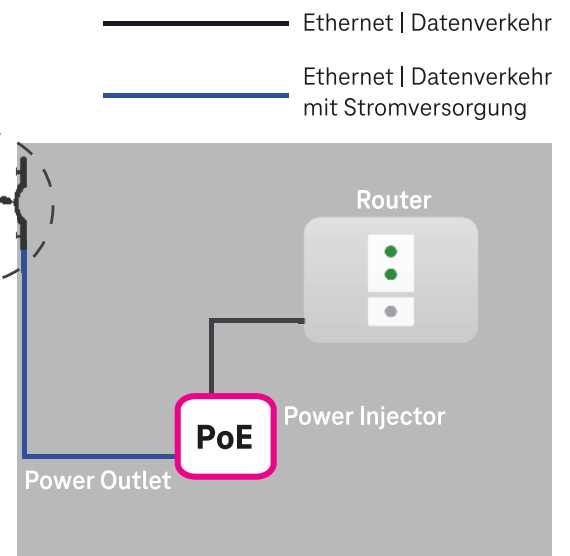 Ethernet | Datenverkehr
Ethernet | Datenverkehr
mit Stromversorgung
Router
Power Injector
PoE
Power Outlet